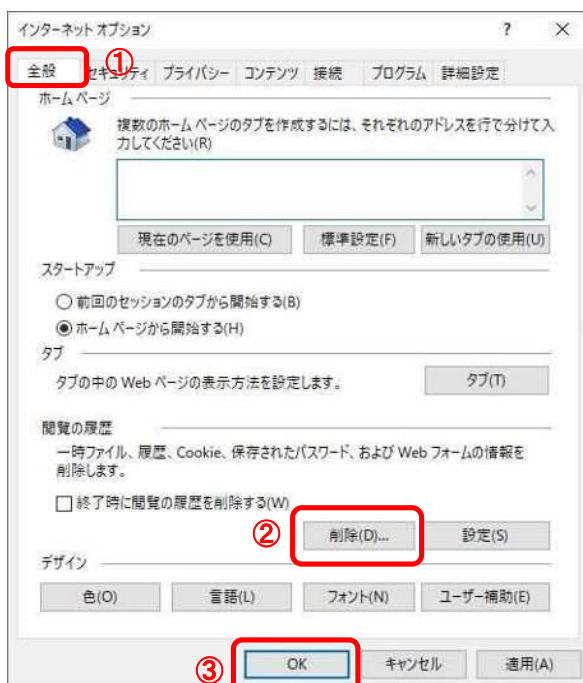 インターネット オプション ? ×
全般 ① セキュリティ プライバシー コンテンツ 接続 プログラム 詳細設定
ホーム ページ
複数のホーム ページのタブを作成するには、それぞれのアドレスを行で分けて入
力してください(R)
現在のページを使用(C) 標準設定(F) 新しいタブの使用(U)
スタートアップ
前回のセッションのタブから開始する(B)
ホーム ページから開始する(H)
タブ
タブの中の Web ページの表示方法を設定します。 タブ(T)
閲覧の履歴
一時ファイル、履歴、Cookie、保存されたパスワード、および Web フォームの情報を
削除します。
終了時に閲覧の履歴を削除する(W)
② 削除(D)... 設定(S)
デザイン
色(O) 言語(L) フォント(N) ユーザー補助(E)
③ OK キャンセル 適用(A)